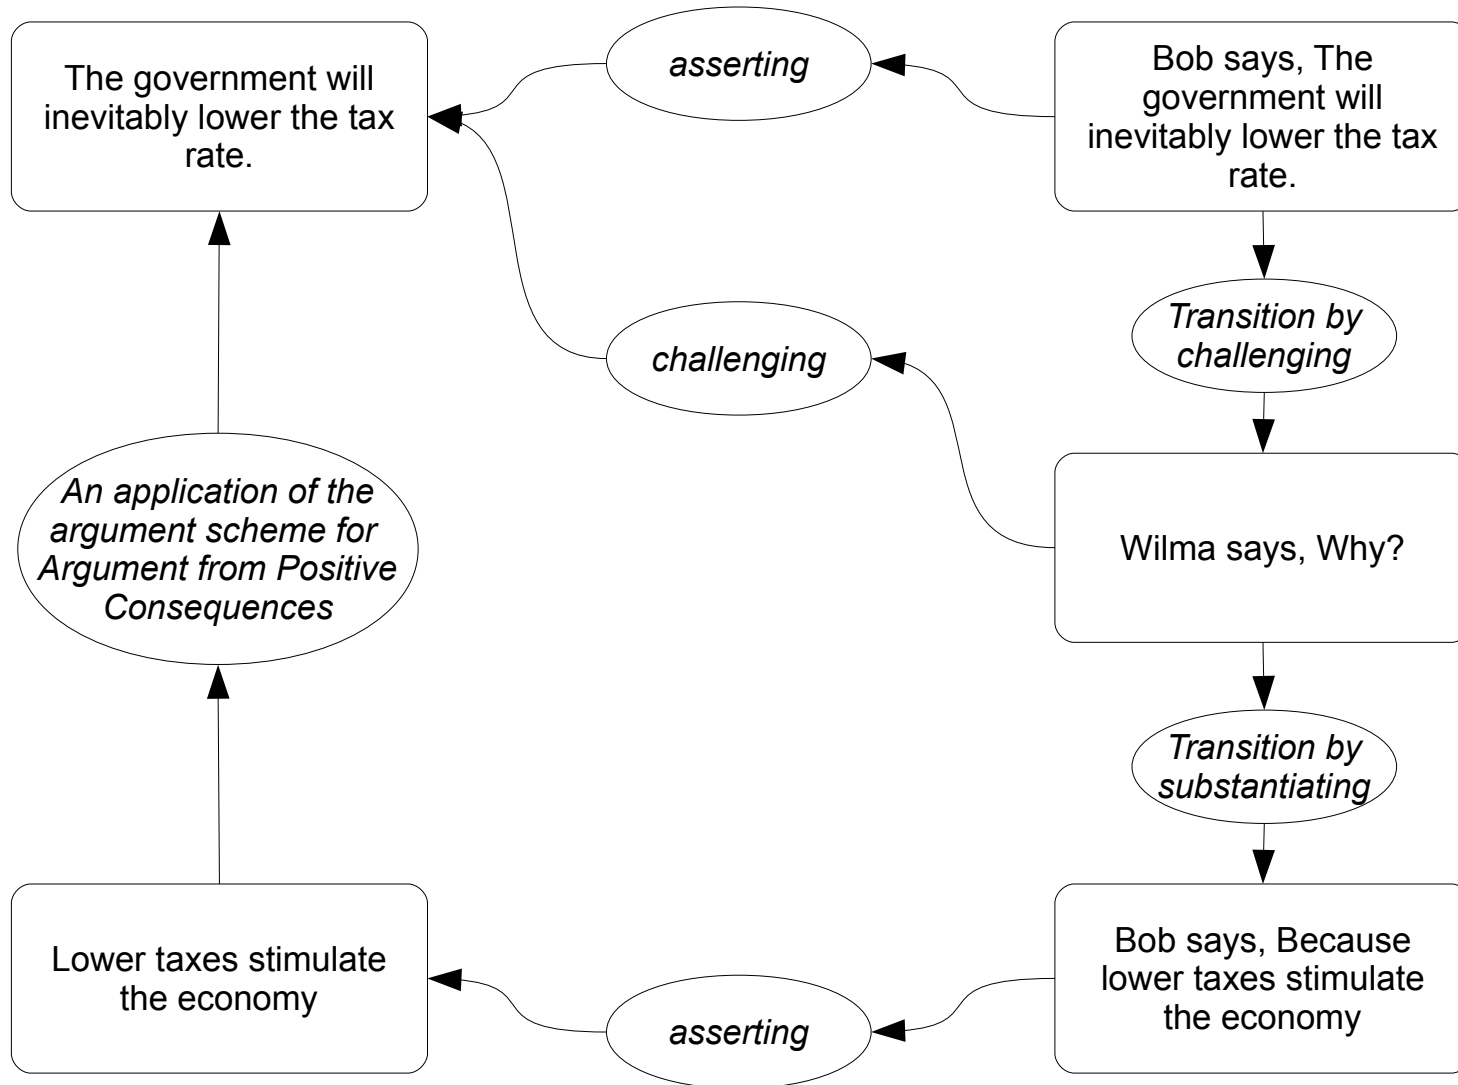 The government will
inevitably lower the tax
rate.
asserting
Bob says, The
government will
inevitably lower the tax
rate.
Transition by
challenging
challenging
An application of the
argument scheme for
Argument from Positive
Consequences
Wilma says, Why?
Transition by
substantiating
Lower taxes stimulate
the economy
asserting
Bob says, Because
lower taxes stimulate
the economy